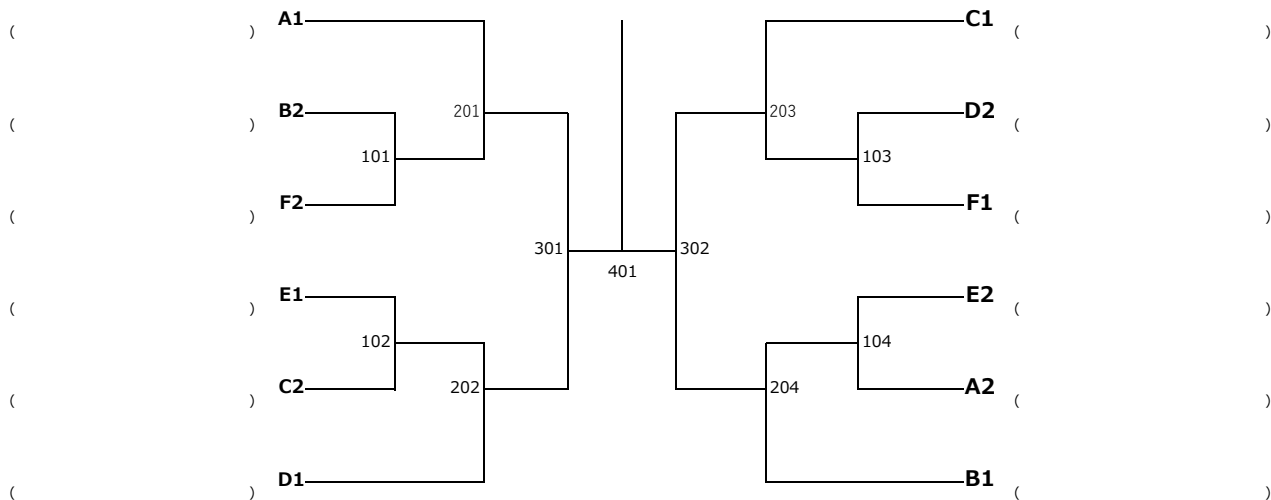 A1 C1
( ) ( )
B2 201 203 D2
( ) ( )
101 103
F2 F1
( ) ( )
301 302
401
E1 E2
( ) ( )
102 104
C2 202 204 A2
( ) ( )
D1 B1
( ) ( )